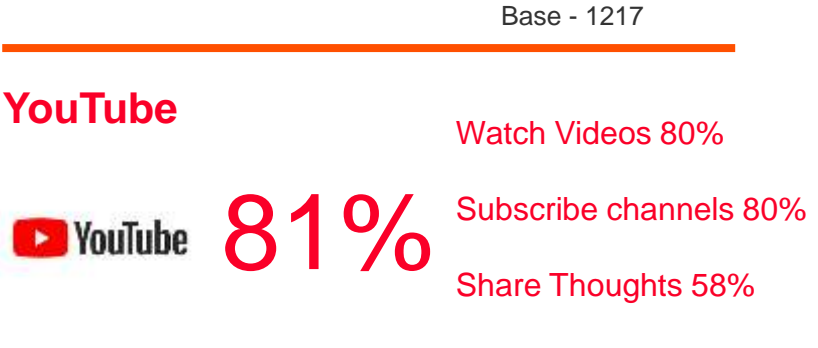 Base - 1217
YouTube
Watch Videos 80%
YouTube
81%
Subscribe channels 80%
Share Thoughts 58%